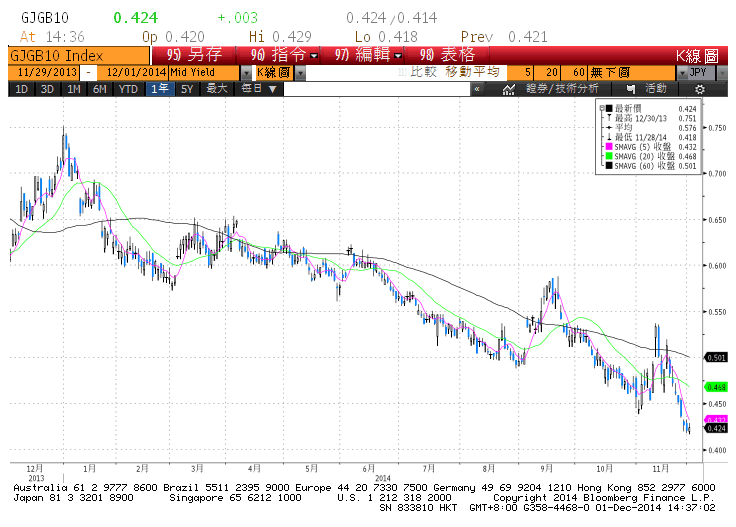 GJGB10 0.424 +.003 0.424/0.414
At 14:36 Op 0.420 Hi 0.429 Lo 0.418 Prev 0.421
GJGB10 Index 95) 另存 96) 指令 97) 編輯 98) 表格 K線圖
11/29/2013 - 12/01/2014 Mid Yield K線圖 比較 移動平均 5 20 60 無下圖 JPY
1D 3D 1M 6M YTD 1年 5Y 最大 每日 ▼ « 證券/技術分析 活動
最新價 0.424
最高 12/30/13 0.751
平均 0.576
最低 11/28/14 0.418
SMAVG (5) 收盤 0.432
SMAVG (20) 收盤 0.468
SMAVG (60) 收盤 0.501
0.750
0.700
0.650
0.600
0.550
0.501
0.468
0.450
0.432
0.424
0.400
12月 1月 2月 3月 4月 5月 6月 7月 8月 9月 10月 11月
2013 2014
Australia 61 2 9777 8600 Brazil 5511 2395 9000 Europe 44 20 7330 7500 Germany 49 69 9204 1210 Hong Kong 852 2977 6000
Japan 81 3 3201 8900 Singapore 65 6212 1000 U.S. 1 212 318 2000 Copyright 2014 Bloomberg Finance L.P.
SN 833810 HKT GMT+8:00 G358-4468-0 01-Dec-2014 14:37:02